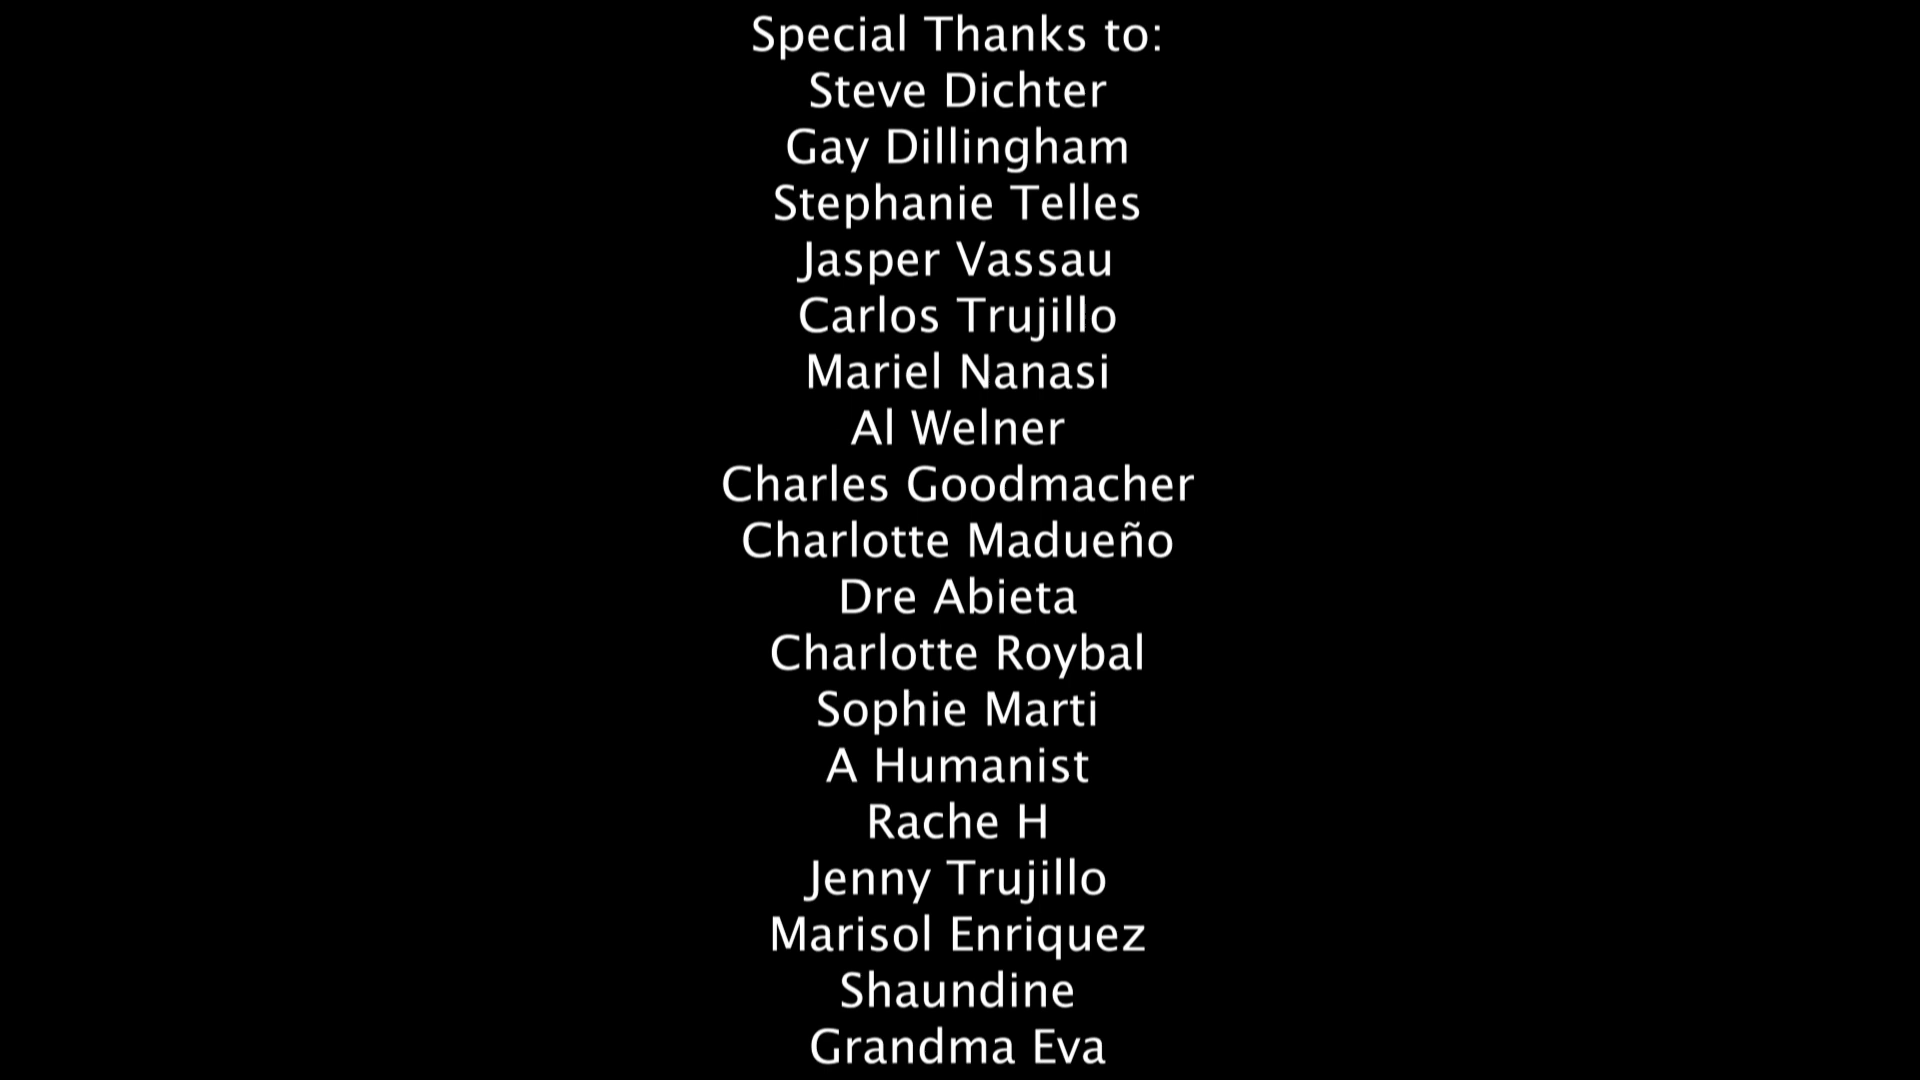 Special Thanks to:
Steve Dichter
Gay Dillingham
Stephanie Telles
Jasper Vassau
Carlos Trujillo
Mariel Nanasi
Al Welner
Charles Goodmacher
Charlotte Madueño
Dre Abieta
Charlotte Roybal
Sophie Marti
A Humanist
Rache H
Jenny Trujillo
Marisol Enriquez
Shaundine
Grandma Eva